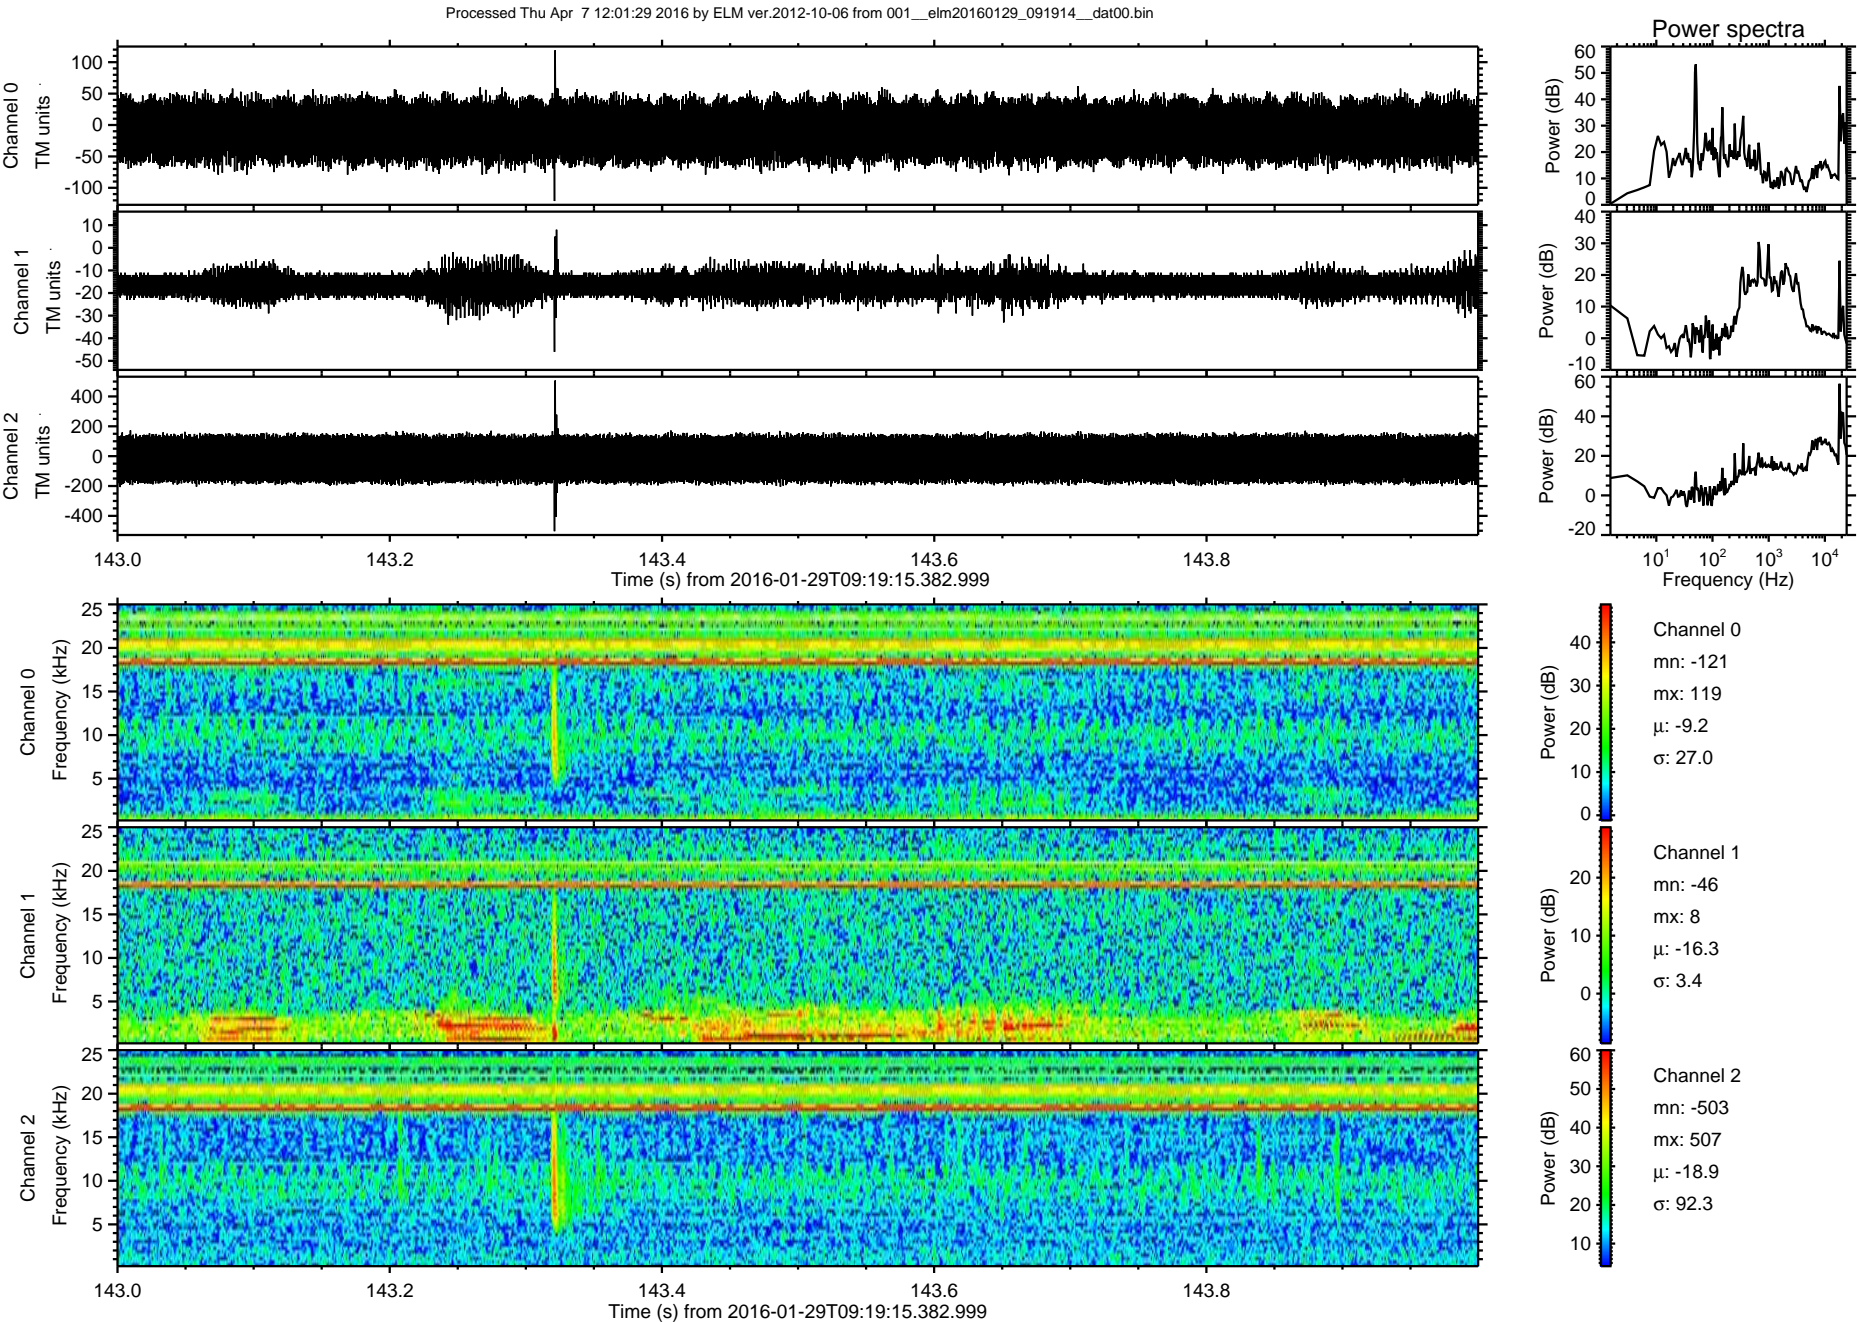 Processed Thu Apr  7 12:01:29 2016 by ELM ver.2012-10-06 from 001__elm20160129_091914__dat00.bin
Power spectra
Channel 0
TM units
100
50
0
-50
-100
Power (dB)
60
50
40
30
20
10
0
Channel 1
TM units
10
0
-10
-20
-30
-40
-50
Power (dB)
40
30
20
10
0
-10
Channel 2
TM units
400
200
0
-200
-400
Power (dB)
60
40
20
0
-20
143.0 143.2 143.4 143.6 143.8
Time (s) from 2016-01-29T09:19:15.382.999
10¹ 10² 10³ 10⁴
Frequency (Hz)
Channel 0
Frequency (kHz)
25
20
15
10
5
Power (dB)
40
30
20
10
0
Channel 0
mn: -121
mx: 119
μ: -9.2
σ: 27.0
Channel 1
Frequency (kHz)
25
20
15
10
5
Power (dB)
20
10
0
Channel 1
mn: -46
mx: 8
μ: -16.3
σ: 3.4
Channel 2
Frequency (kHz)
25
20
15
10
5
Power (dB)
60
50
40
30
20
10
Channel 2
mn: -503
mx: 507
μ: -18.9
σ: 92.3
143.0 143.2 143.4 143.6 143.8
Time (s) from 2016-01-29T09:19:15.382.999